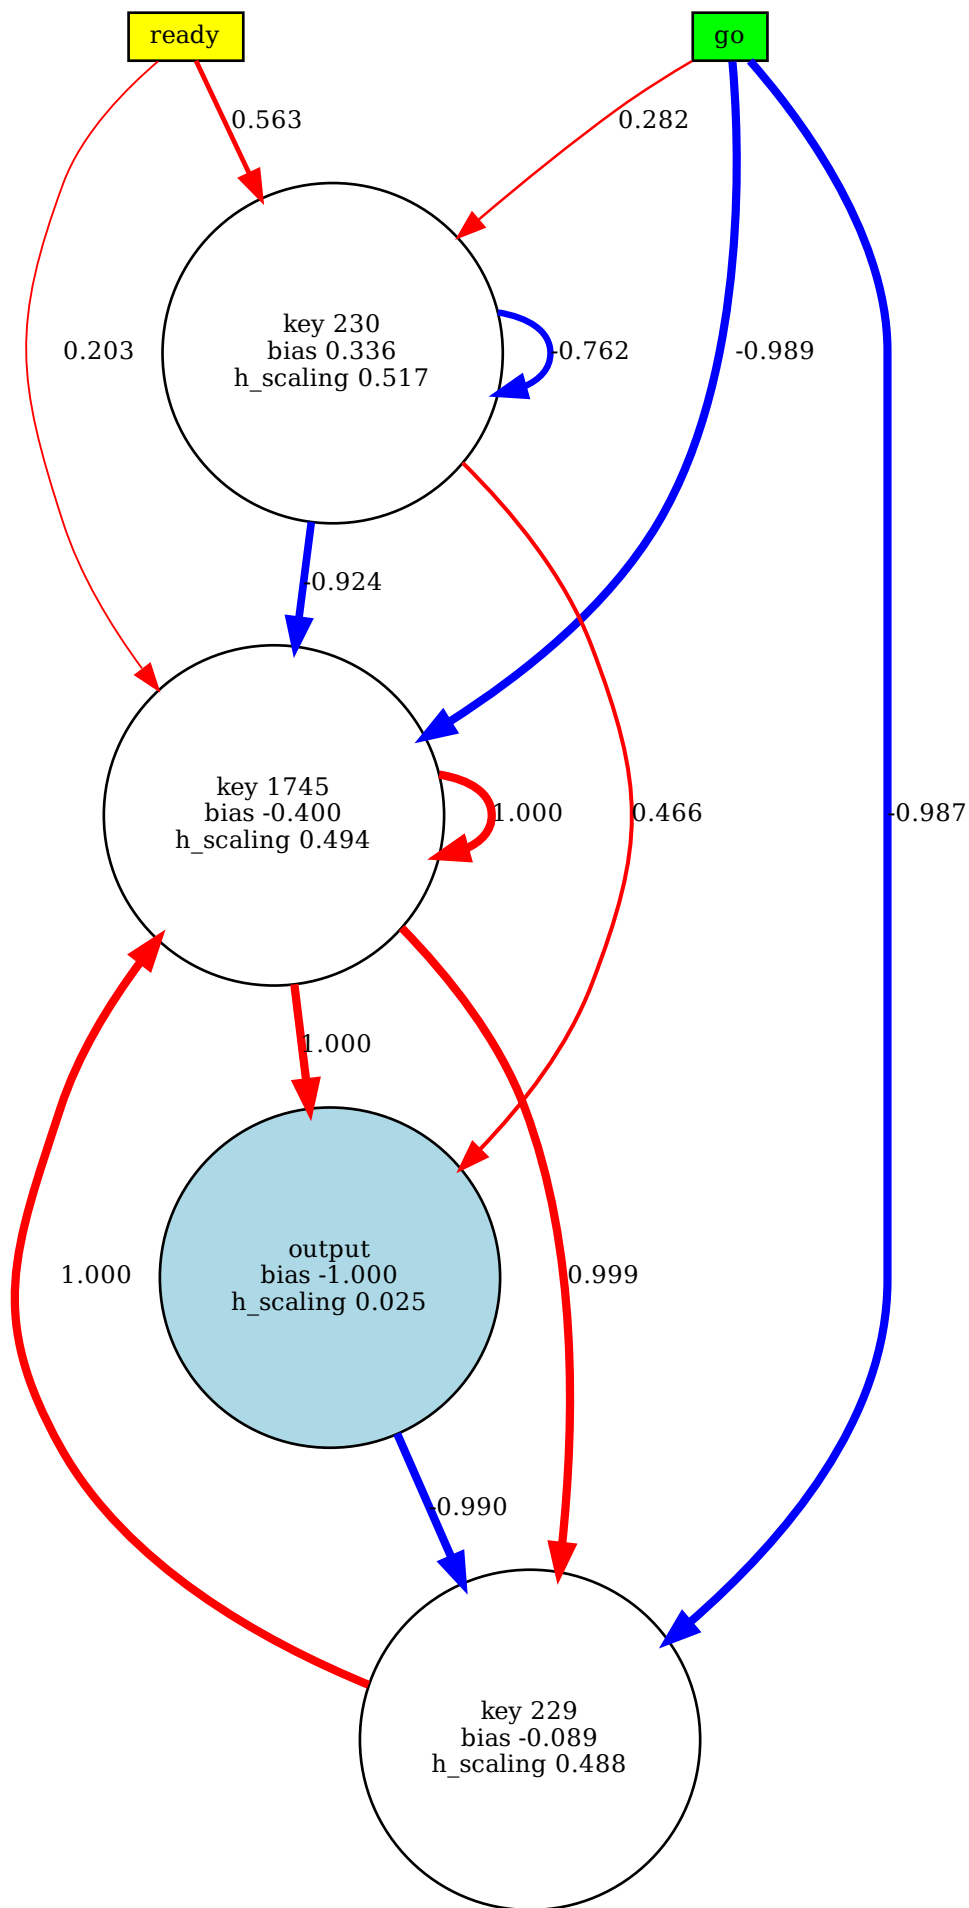 ready
go
0.563
0.282
key 230
bias 0.336
h_scaling 0.517
0.203
-0.762
-0.989
-0.924
key 1745
bias -0.400
h_scaling 0.494
1.000
0.466
-0.987
1.000
output
bias -1.000
h_scaling 0.025
1.000
0.999
-0.990
key 229
bias -0.089
h_scaling 0.488